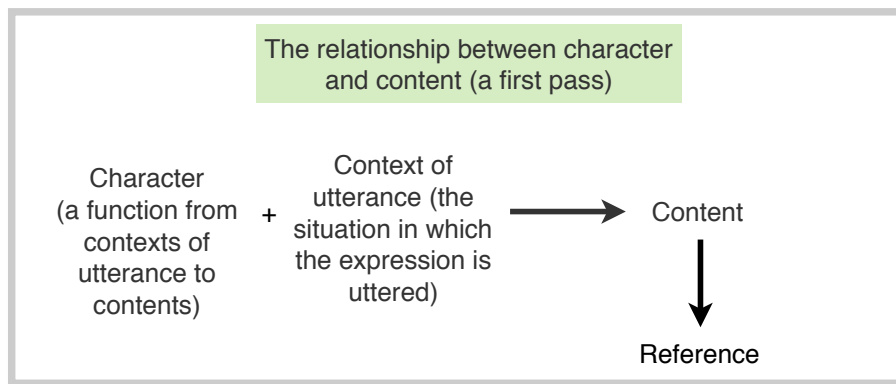 The relationship between character
and content (a first pass)
Character
(a function from
contexts of
utterance to
contents)
+
Context of
utterance (the
situation in which
the expression is
uttered)
Content
Reference